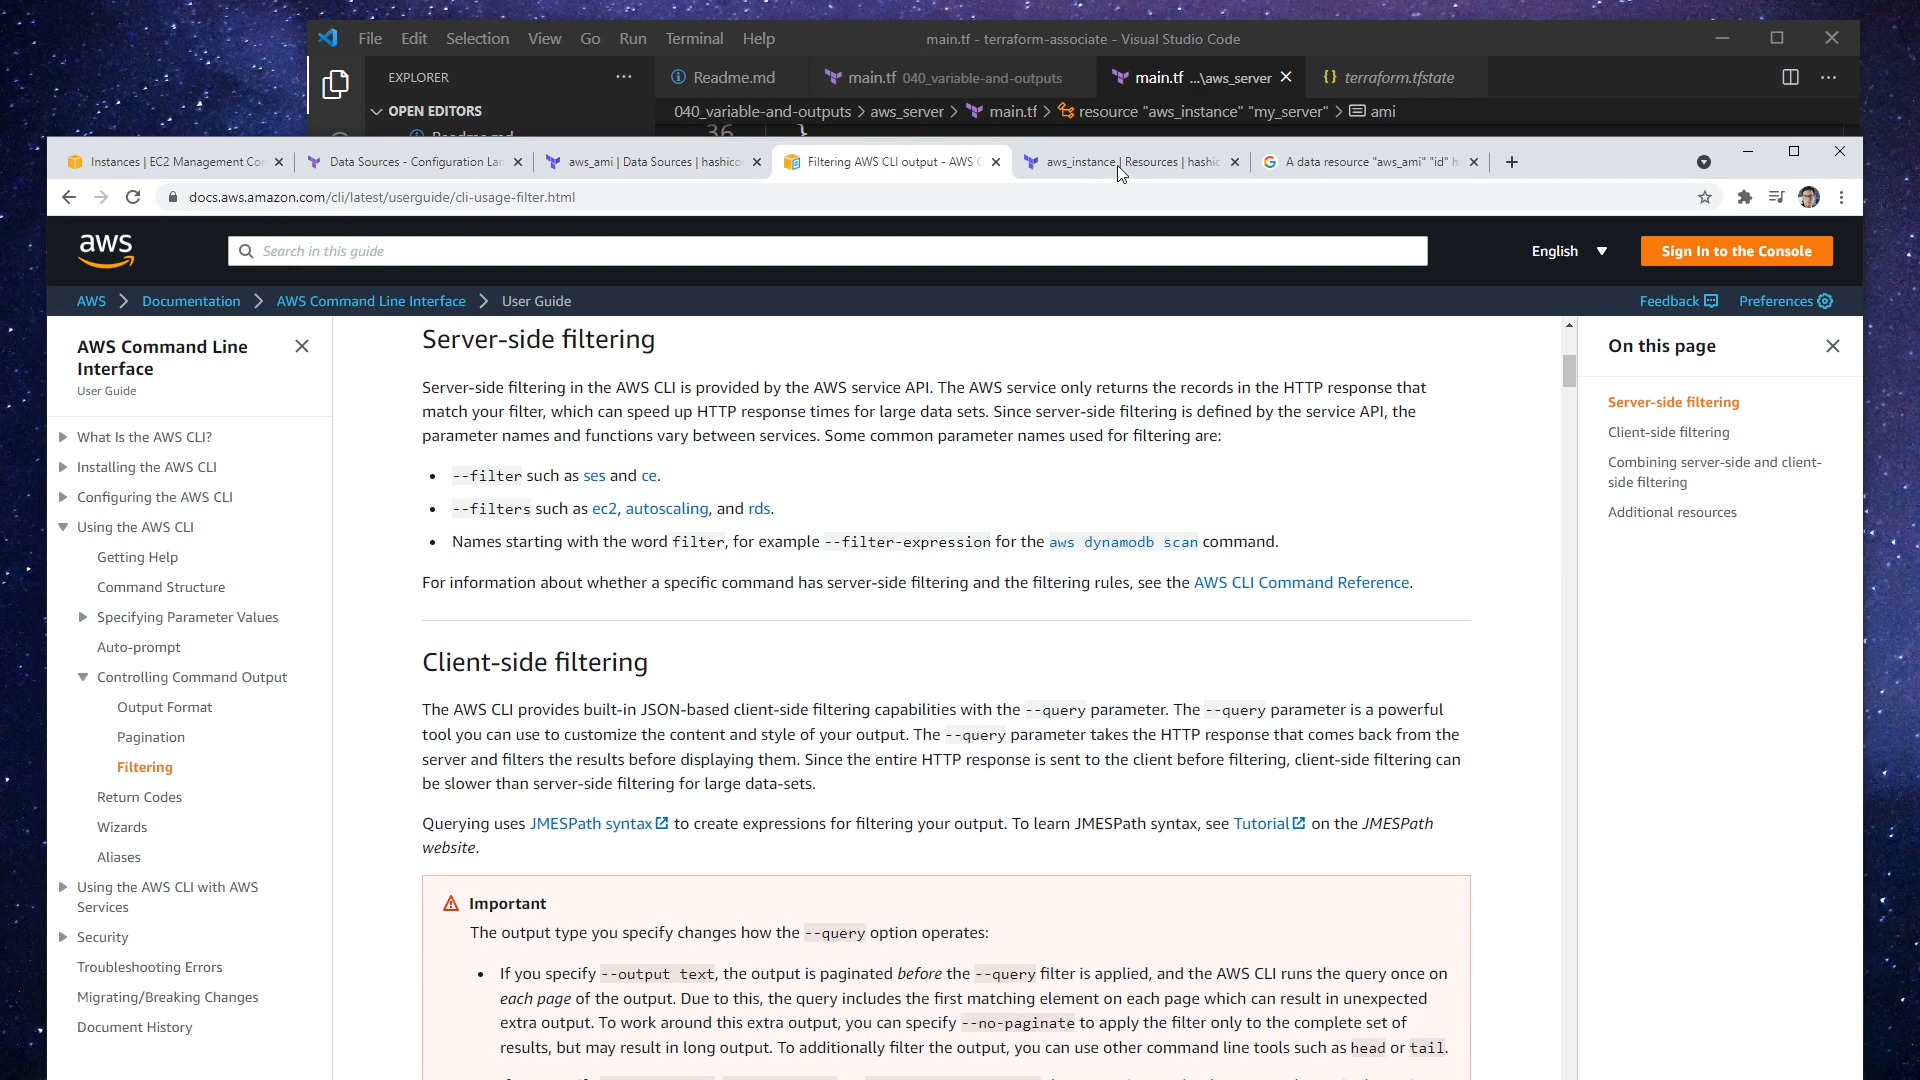 File Edit Selection View Go Run Terminal Help main.tf - terraform-associate - Visual Studio Code
EXPLORER
Readme.md
main.tf 040_variable-and-outputs
main.tf ...\aws_server
terraform.tfstate
OPEN EDITORS
040_variable-and-outputs > aws_server > main.tf > resource "aws_instance" "my_server" > ami
36 }
Instances | EC2 Management Con
Data Sources - Configuration Lan
aws_ami | Data Sources | hashico
Filtering AWS CLI output - AWS C
aws_instance | Resources | hashic
A data resource "aws_ami" "id" h
docs.aws.amazon.com/cli/latest/userguide/cli-usage-filter.html
aws
Search in this guide
English
Sign In to the Console
AWS > Documentation > AWS Command Line Interface > User Guide
Feedback
Preferences
AWS Command Line
Interface
User Guide
What Is the AWS CLI?
Installing the AWS CLI
Configuring the AWS CLI
Using the AWS CLI
Getting Help
Command Structure
Specifying Parameter Values
Auto-prompt
Controlling Command Output
Output Format
Pagination
Filtering
Return Codes
Wizards
Aliases
Using the AWS CLI with AWS
Services
Security
Troubleshooting Errors
Migrating/Breaking Changes
Document History
Server-side filtering
Server-side filtering in the AWS CLI is provided by the AWS service API. The AWS service only returns the records in the HTTP response that
match your filter, which can speed up HTTP response times for large data sets. Since server-side filtering is defined by the service API, the
parameter names and functions vary between services. Some common parameter names used for filtering are:
• --filter such as ses and ce.
• --filters such as ec2, autoscaling, and rds.
• Names starting with the word filter, for example --filter-expression for the aws dynamodb scan command.
For information about whether a specific command has server-side filtering and the filtering rules, see the AWS CLI Command Reference.
Client-side filtering
The AWS CLI provides built-in JSON-based client-side filtering capabilities with the --query parameter. The --query parameter is a powerful
tool you can use to customize the content and style of your output. The --query parameter takes the HTTP response that comes back from the
server and filters the results before displaying them. Since the entire HTTP response is sent to the client before filtering, client-side filtering can
be slower than server-side filtering for large data-sets.
Querying uses JMESPath syntax to create expressions for filtering your output. To learn JMESPath syntax, see Tutorial on the JMESPath
website.
Important
The output type you specify changes how the --query option operates:
• If you specify --output text, the output is paginated before the --query filter is applied, and the AWS CLI runs the query once on
each page of the output. Due to this, the query includes the first matching element on each page which can result in unexpected
extra output. To work around this extra output, you can specify --no-paginate to apply the filter only to the complete set of
results, but may result in long output. To additionally filter the output, you can use other command line tools such as head or tail.
On this page
Server-side filtering
Client-side filtering
Combining server-side and client-
side filtering
Additional resources